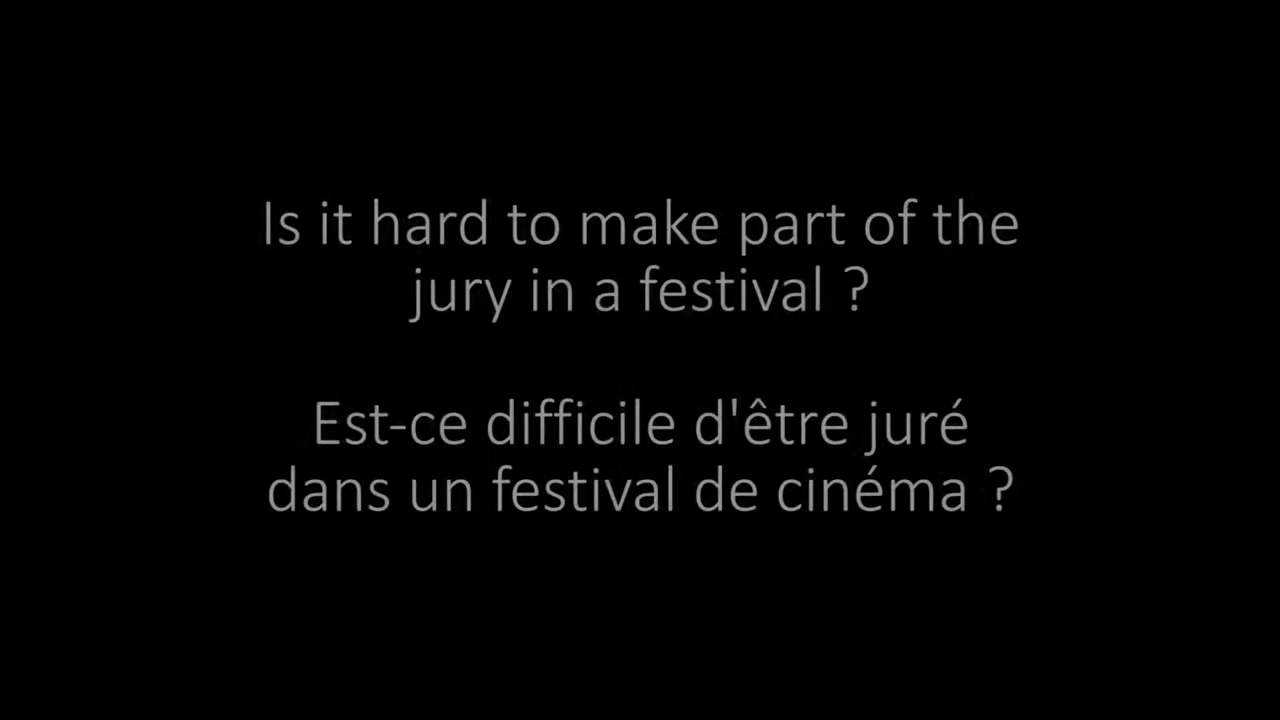 Is it hard to make part of the
jury in a festival ?
Est-ce difficile d'être juré
dans un festival de cinéma ?